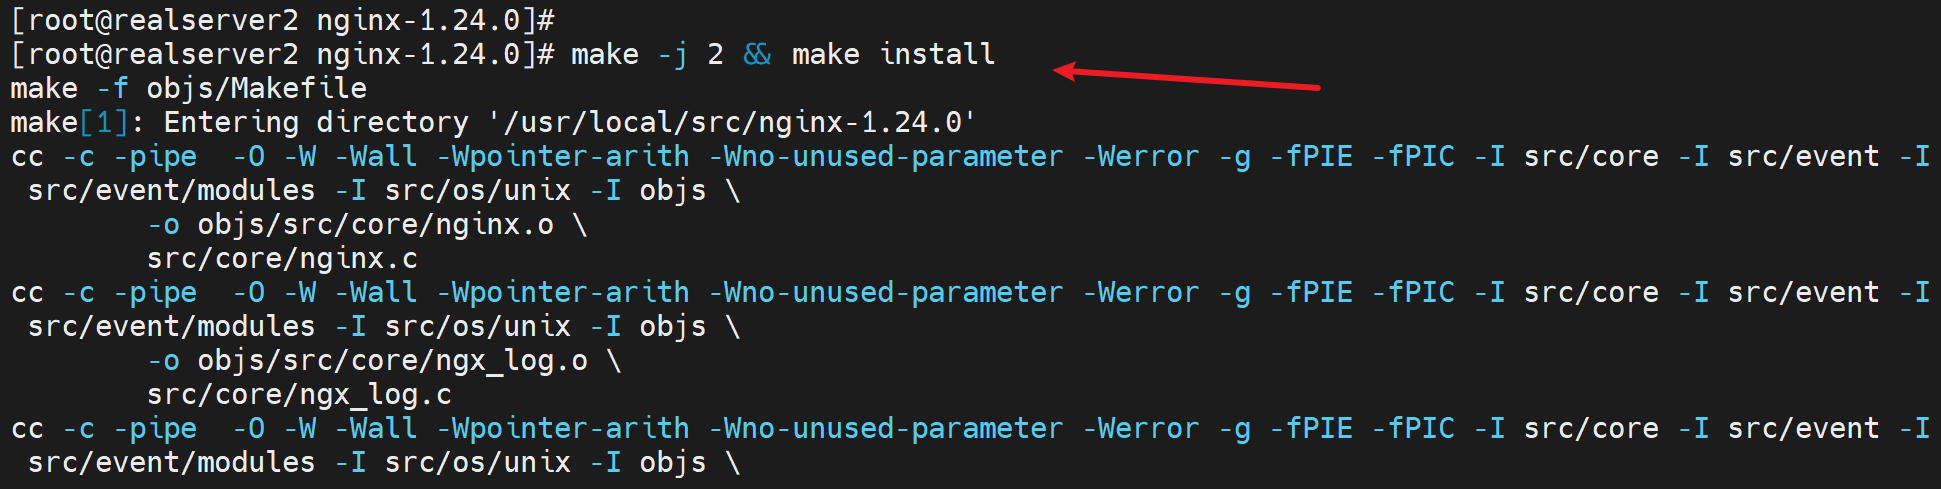 [root@realserver2 nginx-1.24.0]#
[root@realserver2 nginx-1.24.0]# make -j 2 && make install
make -f objs/Makefile
make[1]: Entering directory '/usr/local/src/nginx-1.24.0'
cc -c -pipe  -O -W -Wall -Wpointer-arith -Wno-unused-parameter -Werror -g -fPIE -fPIC -I src/core -I src/event -I
 src/event/modules -I src/os/unix -I objs \
        -o objs/src/core/nginx.o \
        src/core/nginx.c
cc -c -pipe  -O -W -Wall -Wpointer-arith -Wno-unused-parameter -Werror -g -fPIE -fPIC -I src/core -I src/event -I
 src/event/modules -I src/os/unix -I objs \
        -o objs/src/core/ngx_log.o \
        src/core/ngx_log.c
cc -c -pipe  -O -W -Wall -Wpointer-arith -Wno-unused-parameter -Werror -g -fPIE -fPIC -I src/core -I src/event -I
 src/event/modules -I src/os/unix -I objs \